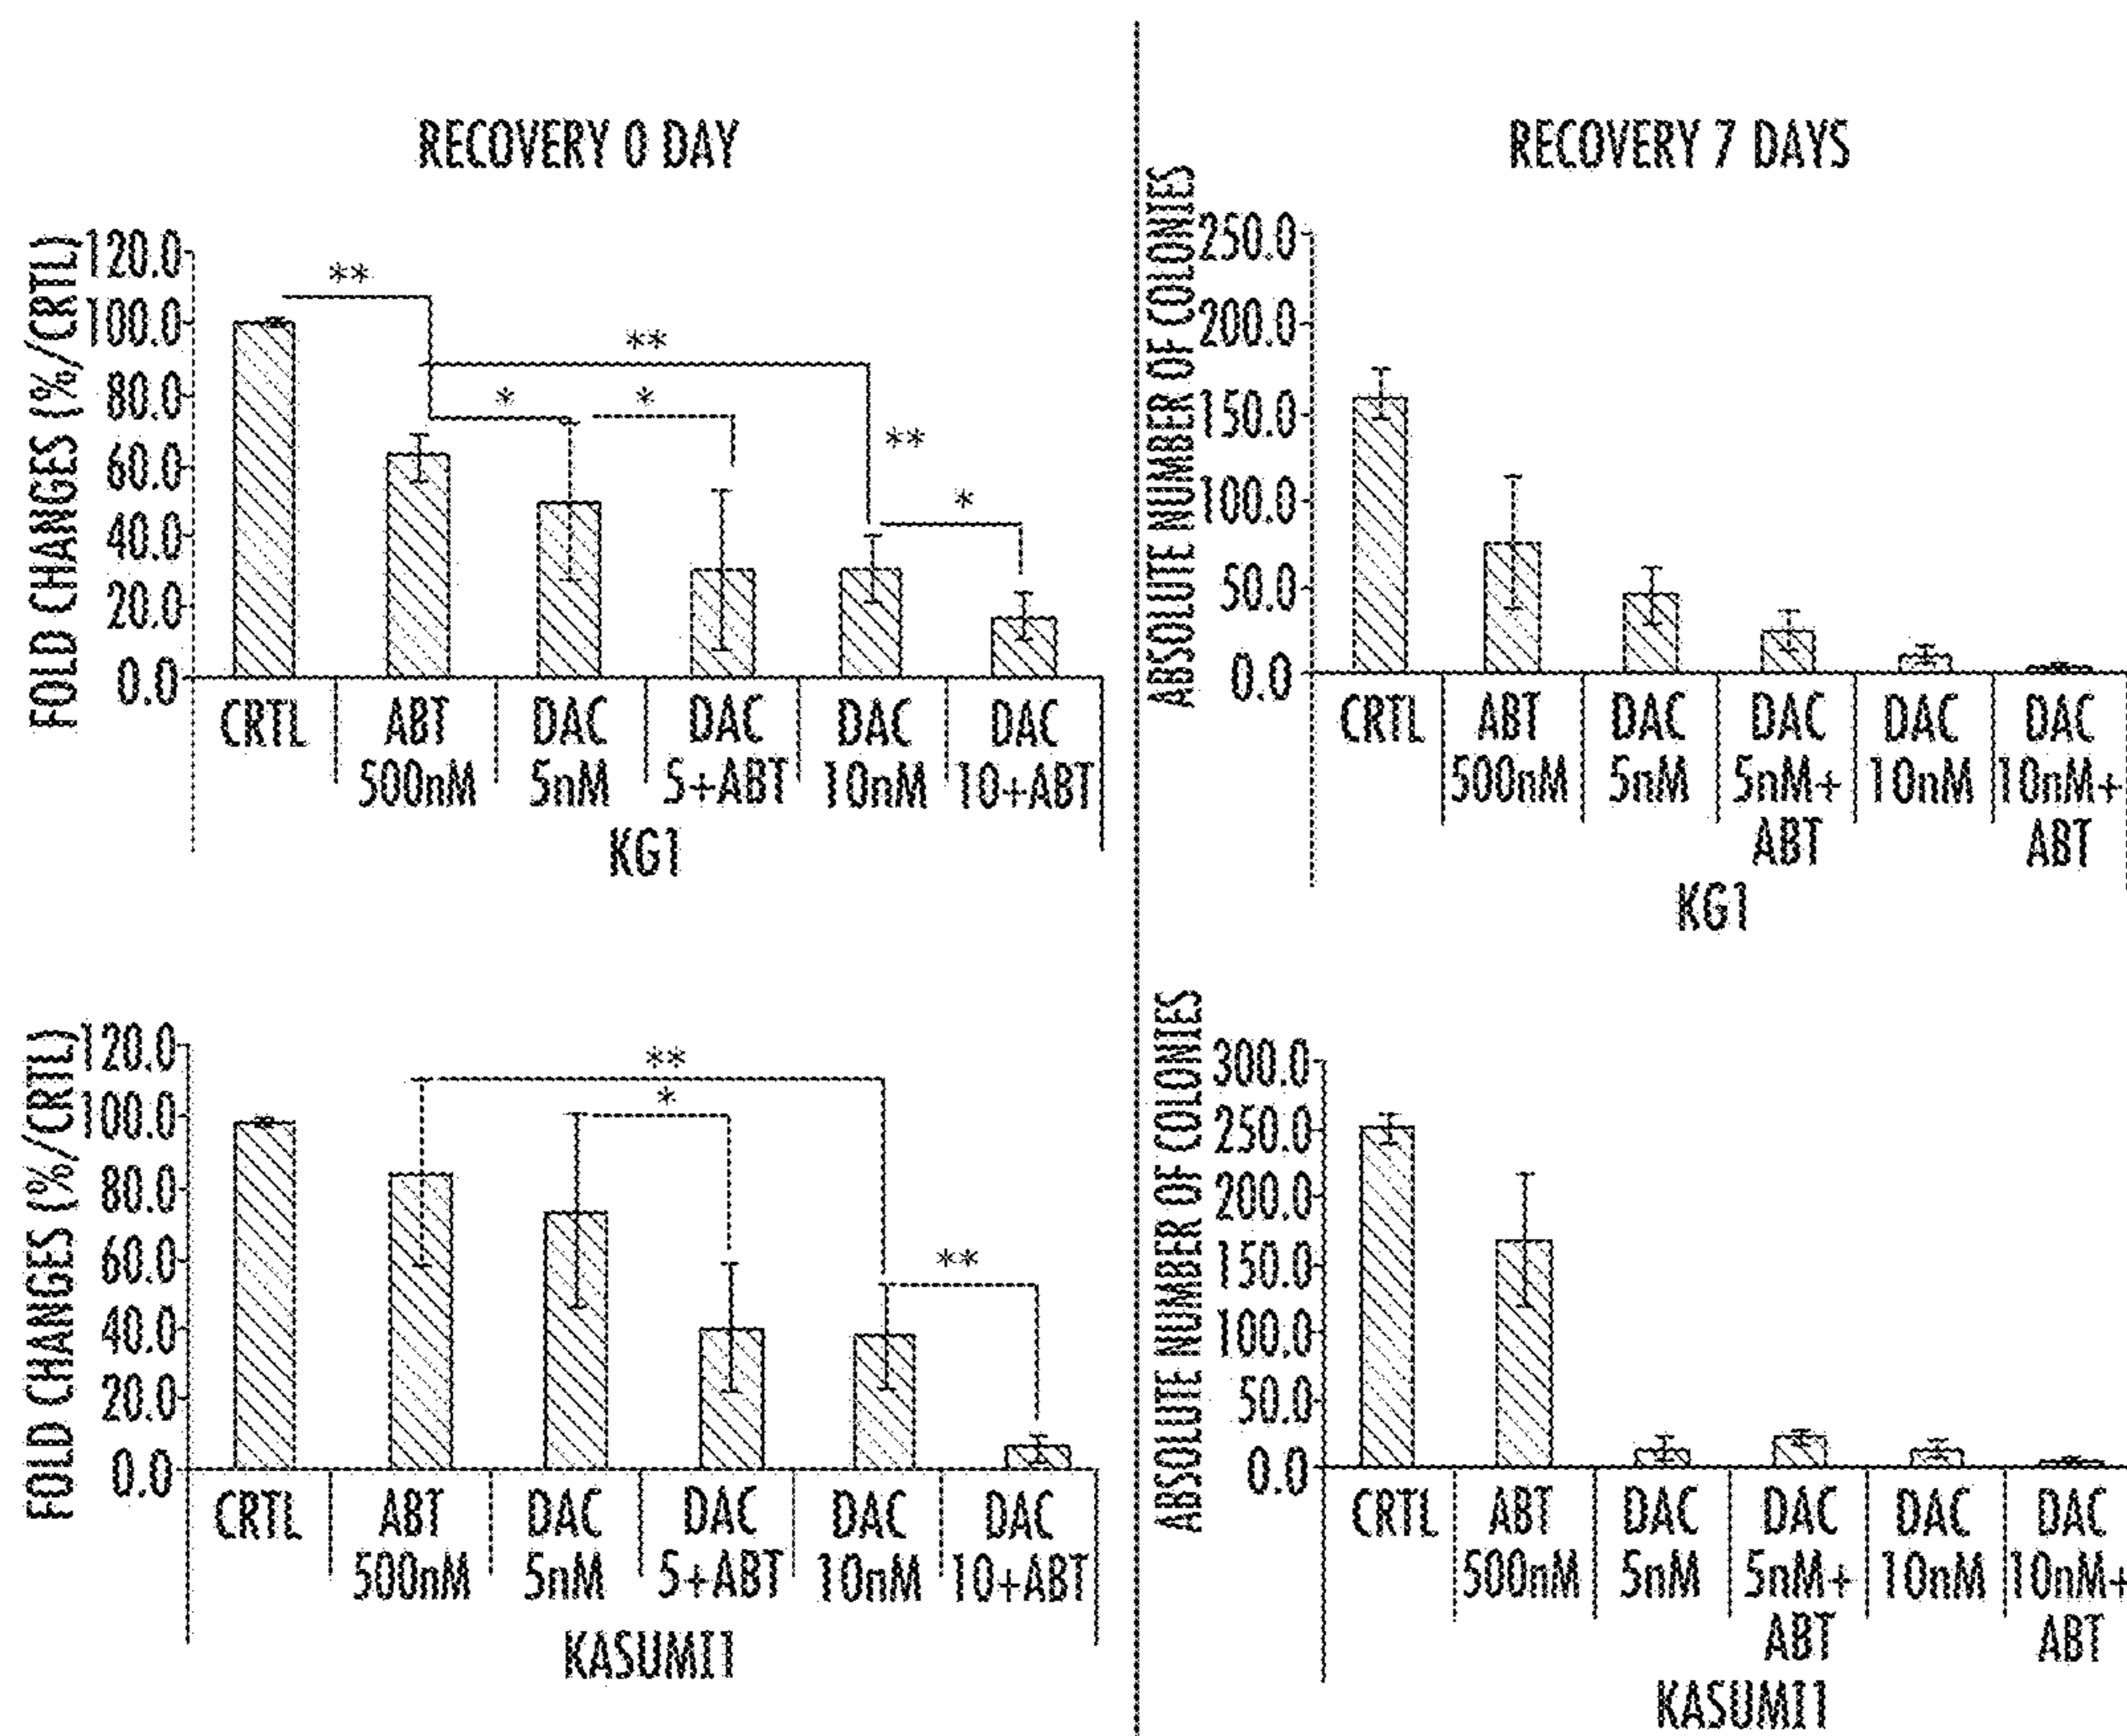 RECOVERY 0 DAY
FOLD CHANGES (%/CRTL)
120.0
100.0
80.0
60.0
40.0
20.0
0.0
**
**
*
*
**
*
CRTL
ABT
500nM
DAC
5nM
DAC
5+ABT
DAC
10nM
DAC
10+ABT
KG1
RECOVERY 7 DAYS
ABSOLUTE NUMBER OF COLONIES
250.0
200.0
150.0
100.0
50.0
0.0
CRTL
ABT
500nM
DAC
5nM
DAC
5nM+
ABT
DAC
10nM
DAC
10nM+
ABT
KG1
FOLD CHANGES (%/CRTL)
120.0
100.0
80.0
60.0
40.0
20.0
0.0
**
*
**
CRTL
ABT
500nM
DAC
5nM
DAC
5+ABT
DAC
10nM
DAC
10+ABT
KASUMI1
ABSOLUTE NUMBER OF COLONIES
300.0
250.0
200.0
150.0
100.0
50.0
0.0
CRTL
ABT
500nM
DAC
5nM
DAC
5nM+
ABT
DAC
10nM
DAC
10nM+
ABT
KASUMI1